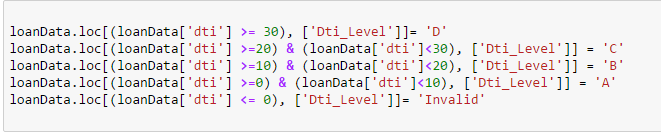 loanData.loc[(loanData['dti'] >= 30), ['Dti_Level']]= 'D'
loanData.loc[(loanData['dti'] >=20) & (loanData['dti']<30), ['Dti_Level']] = 'C'
loanData.loc[(loanData['dti'] >=10) & (loanData['dti']<20), ['Dti_Level']] = 'B'
loanData.loc[(loanData['dti'] >=0) & (loanData['dti']<10), ['Dti_Level']] = 'A'
loanData.loc[(loanData['dti'] <= 0), ['Dti_Level']]= 'Invalid'